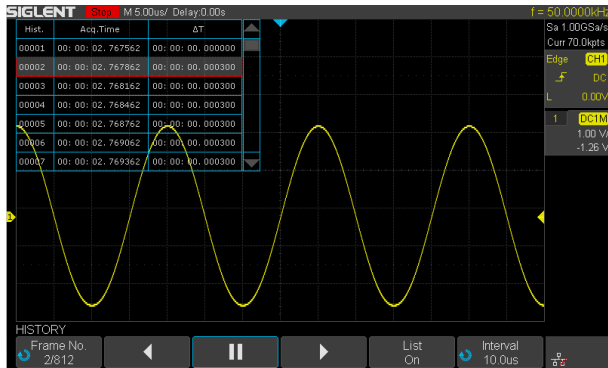 SIGLENT Stop M 5.00us/ Delay:0.00s f = 50.0000kHz
Sa 1.00GSa/s
Curr 70.0kpts
Edge CH1
DC
L 0.00V
1 DC1M
1.00 V/
-1.26 V
Hist. Acq.Time ΔT
00001 00: 00: 02. 767562 00: 00: 00. 000000
00002 00: 00: 02. 767862 00: 00: 00. 000300
00003 00: 00: 02. 768162 00: 00: 00. 000300
00004 00: 00: 02. 768462 00: 00: 00. 000300
00005 00: 00: 02. 768762 00: 00: 00. 000300
00006 00: 00: 02. 769062 00: 00: 00. 000300
00007 00: 00: 02. 769362 00: 00: 00. 000300
1
HISTORY
Frame No. List Interval
2/812 On 10.0us